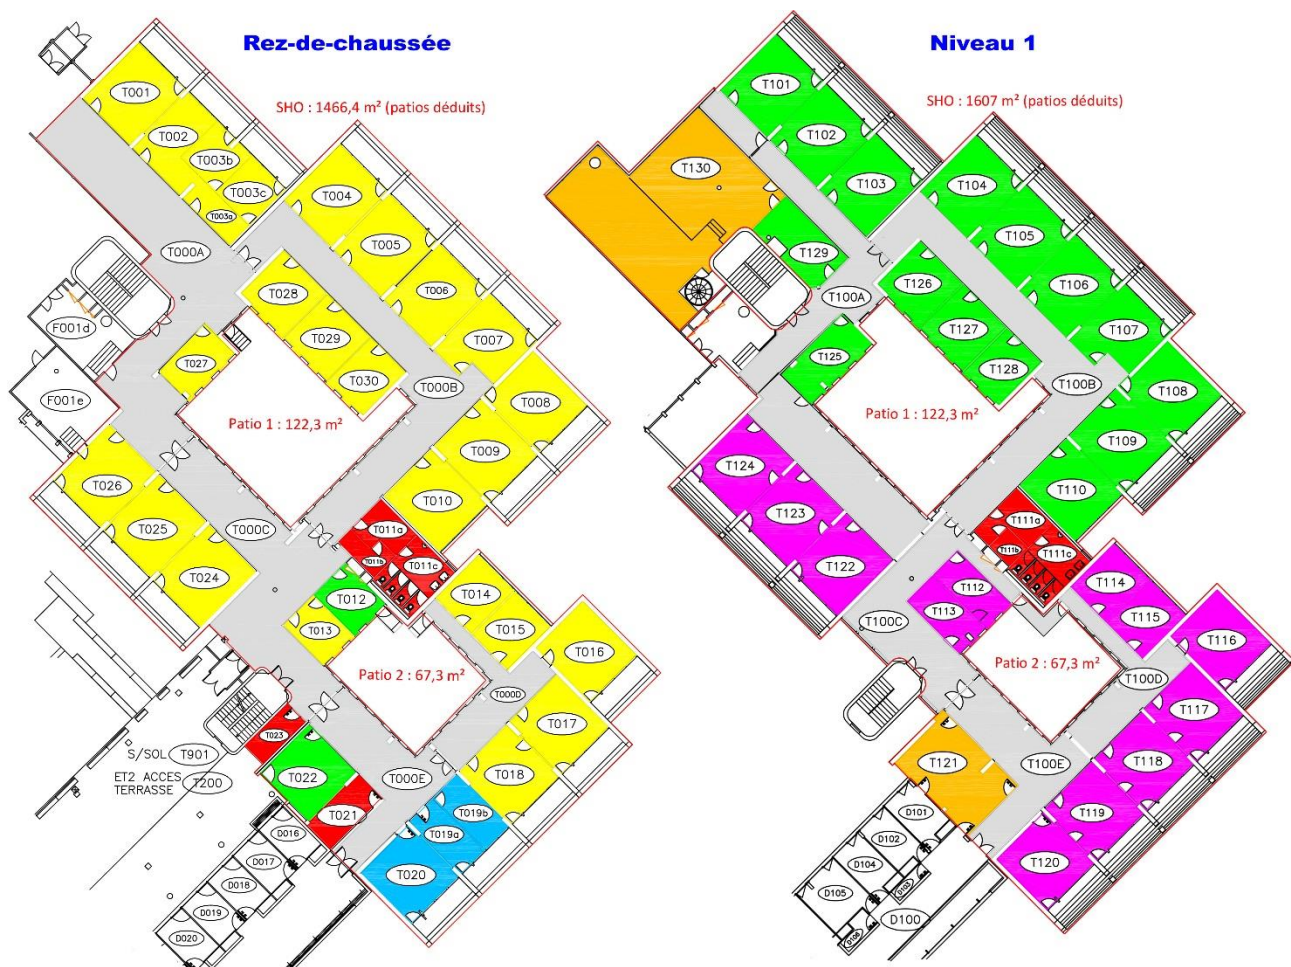 Rez-de-chaussée
SHO : 1466,4 m² (patios déduits)
T001
T002
T003b
T003c
T003a
T004
T000A
T005
T028
T006
F001d
T029
T007
T027
T030
T000B
F001e
T008
Patio 1 : 122,3 m²
T009
T026
T010
T025
T000C
T011a
T011b
T011c
T024
T012
T014
T013
T015
T016
Patio 2 : 67,3 m²
T000D
T017
T023
S/SOL T901
T022
T018
T000E
ET2 ACCES
TERRASSE T200
T021
T019b
T019a
D016
D017
T020
D018
D019
D020
Niveau 1
SHO : 1607 m² (patios déduits)
T101
T102
T130
T103
T104
T105
T129
T126
T106
T100A
T127
T107
T125
T128
T100B
T108
Patio 1 : 122,3 m²
T109
T124
T110
T123
T111a
T111b
T111c
T122
T112
T114
T113
T115
T100C
T116
Patio 2 : 67,3 m²
T100D
T117
T121
T100E
T118
D101
T119
D102
D104
T120
D105
D103
D100
D106